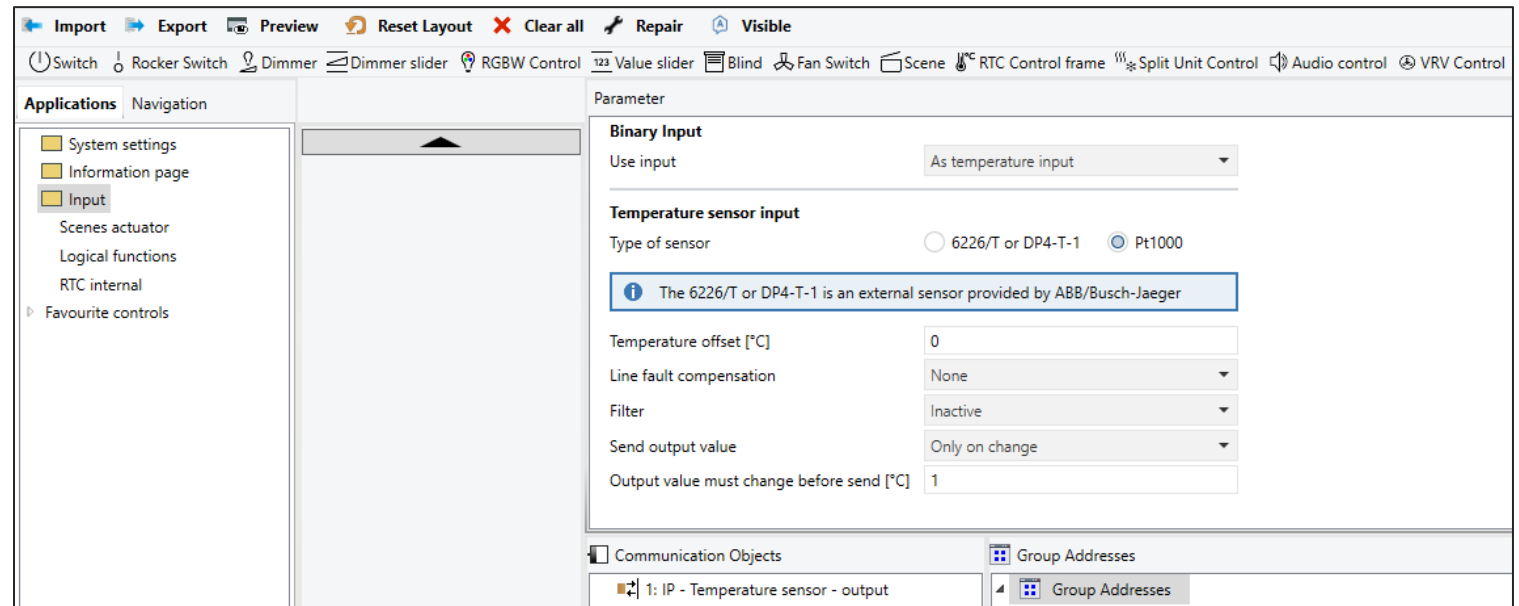 Import Export Preview Reset Layout Clear all Repair Visible
Switch Rocker Switch Dimmer Dimmer slider RGBW Control 123 Value slider Blind Fan Switch Scene °C RTC Control frame Split Unit Control Audio control VRV Control
Applications Navigation
Parameter
System settings
Information page
Input
Scenes actuator
Logical functions
RTC internal
Favourite controls
Binary Input
Use input As temperature input
Temperature sensor input
Type of sensor 6226/T or DP4-T-1 Pt1000
The 6226/T or DP4-T-1 is an external sensor provided by ABB/Busch-Jaeger
Temperature offset [°C] 0
Line fault compensation None
Filter Inactive
Send output value Only on change
Output value must change before send [°C] 1
Communication Objects
1: IP - Temperature sensor - output
Group Addresses
Group Addresses